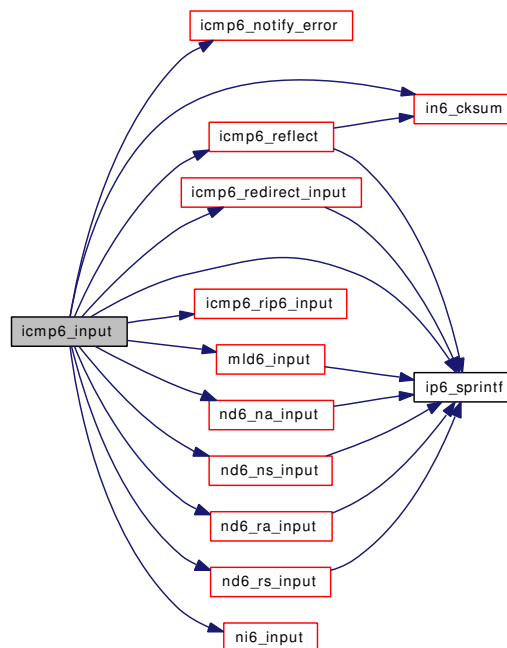 icmp6_notify_error
in6_cksum
icmp6_reflect
icmp6_redirect_input
icmp6_rip6_input
icmp6_input
mld6_input
ip6_sprintf
nd6_na_input
nd6_ns_input
nd6_ra_input
nd6_rs_input
ni6_input